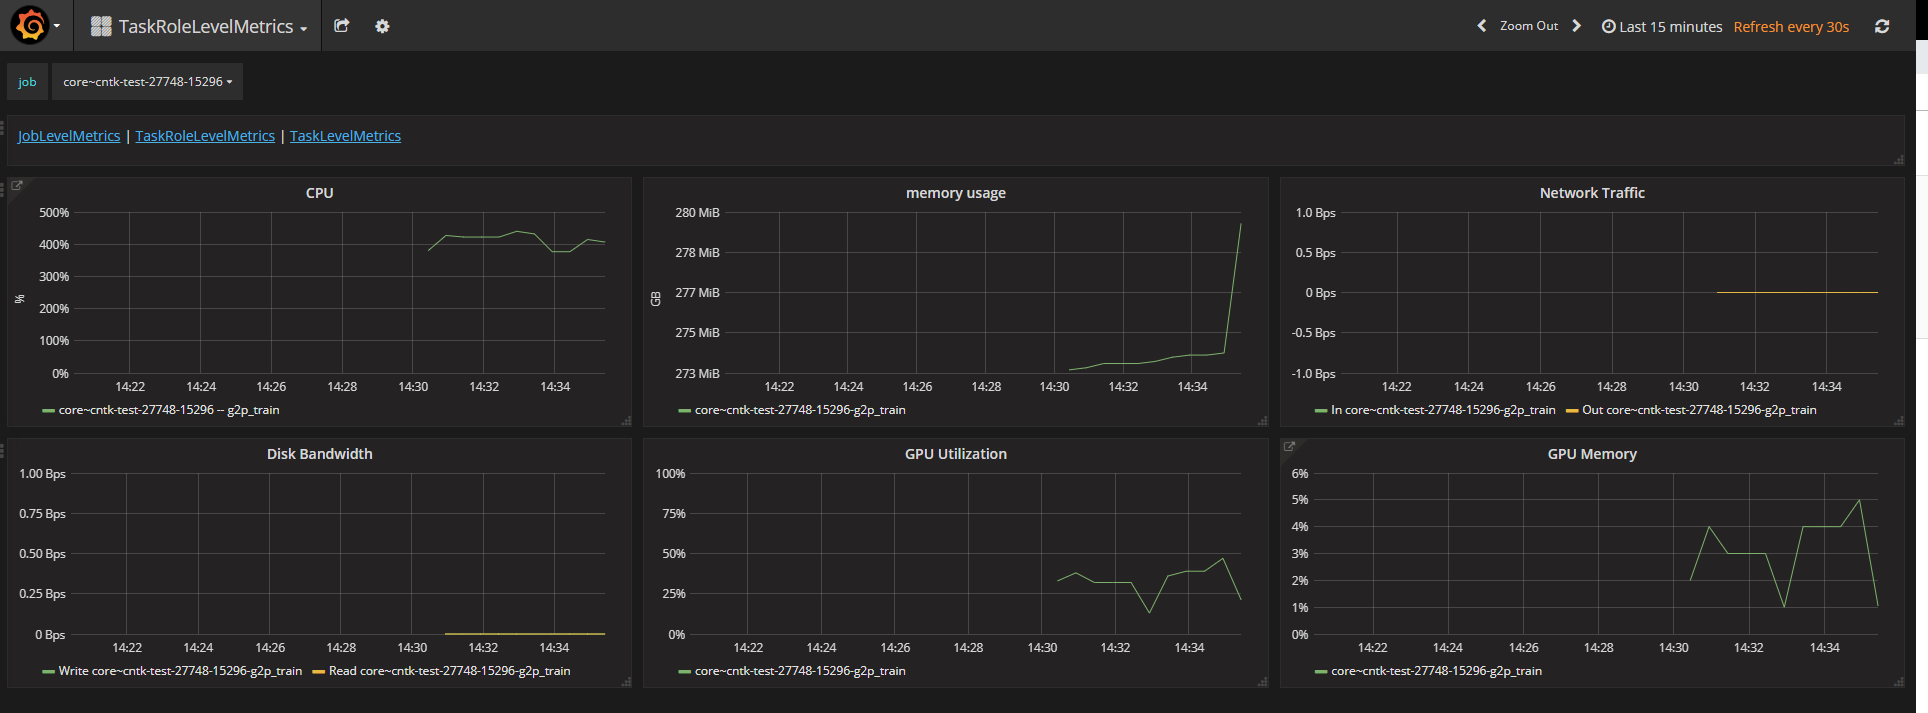 TaskRoleLevelMetrics
Zoom Out
Last 15 minutes Refresh every 30s
job core~cntk-test-27748-15296
JobLevelMetrics | TaskRoleLevelMetrics | TaskLevelMetrics
CPU
500%
400%
300%
200%
100%
0%
%
14:22 14:24 14:26 14:28 14:30 14:32 14:34
core~cntk-test-27748-15296 -- g2p_train
memory usage
280 MiB
278 MiB
277 MiB
275 MiB
273 MiB
GB
14:22 14:24 14:26 14:28 14:30 14:32 14:34
core~cntk-test-27748-15296-g2p_train
Network Traffic
1.0 Bps
0.5 Bps
0 Bps
-0.5 Bps
-1.0 Bps
14:22 14:24 14:26 14:28 14:30 14:32 14:34
In core~cntk-test-27748-15296-g2p_train Out core~cntk-test-27748-15296-g2p_train
Disk Bandwidth
1.00 Bps
0.75 Bps
0.50 Bps
0.25 Bps
0 Bps
14:22 14:24 14:26 14:28 14:30 14:32 14:34
Write core~cntk-test-27748-15296-g2p_train Read core~cntk-test-27748-15296-g2p_train
GPU Utilization
100%
75%
50%
25%
0%
14:22 14:24 14:26 14:28 14:30 14:32 14:34
core~cntk-test-27748-15296-g2p_train
GPU Memory
6%
5%
4%
3%
2%
1%
0%
14:22 14:24 14:26 14:28 14:30 14:32 14:34
core~cntk-test-27748-15296-g2p_train